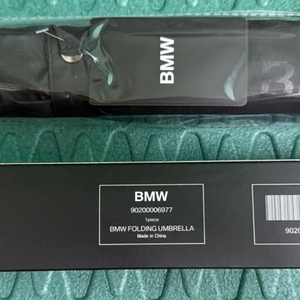 BMW
BMW
90200006977
1piece
BMW FOLDING UMBRELLA
Made in China
9020